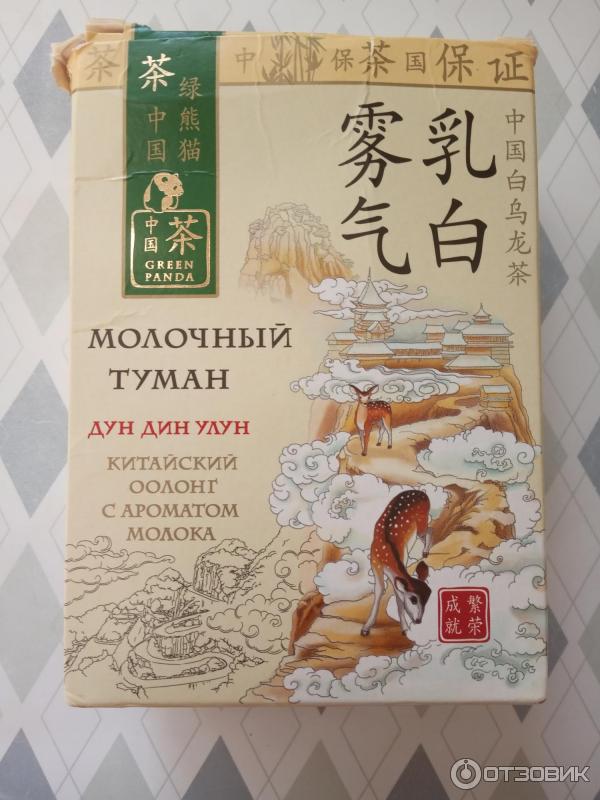 茶 中 保茶国保证
茶中国
绿熊猫
中国
茶
GREEN
PANDA
中国白乌龙茶
乳白
雾气
МОЛОЧНЫЙ
ТУМАН
ДУН ДИН УЛУН
КИТАЙСКИЙ
ООЛОНГ
С АРОМАТОМ
МОЛОКА
繁荣
成就
ОТЗОВИК